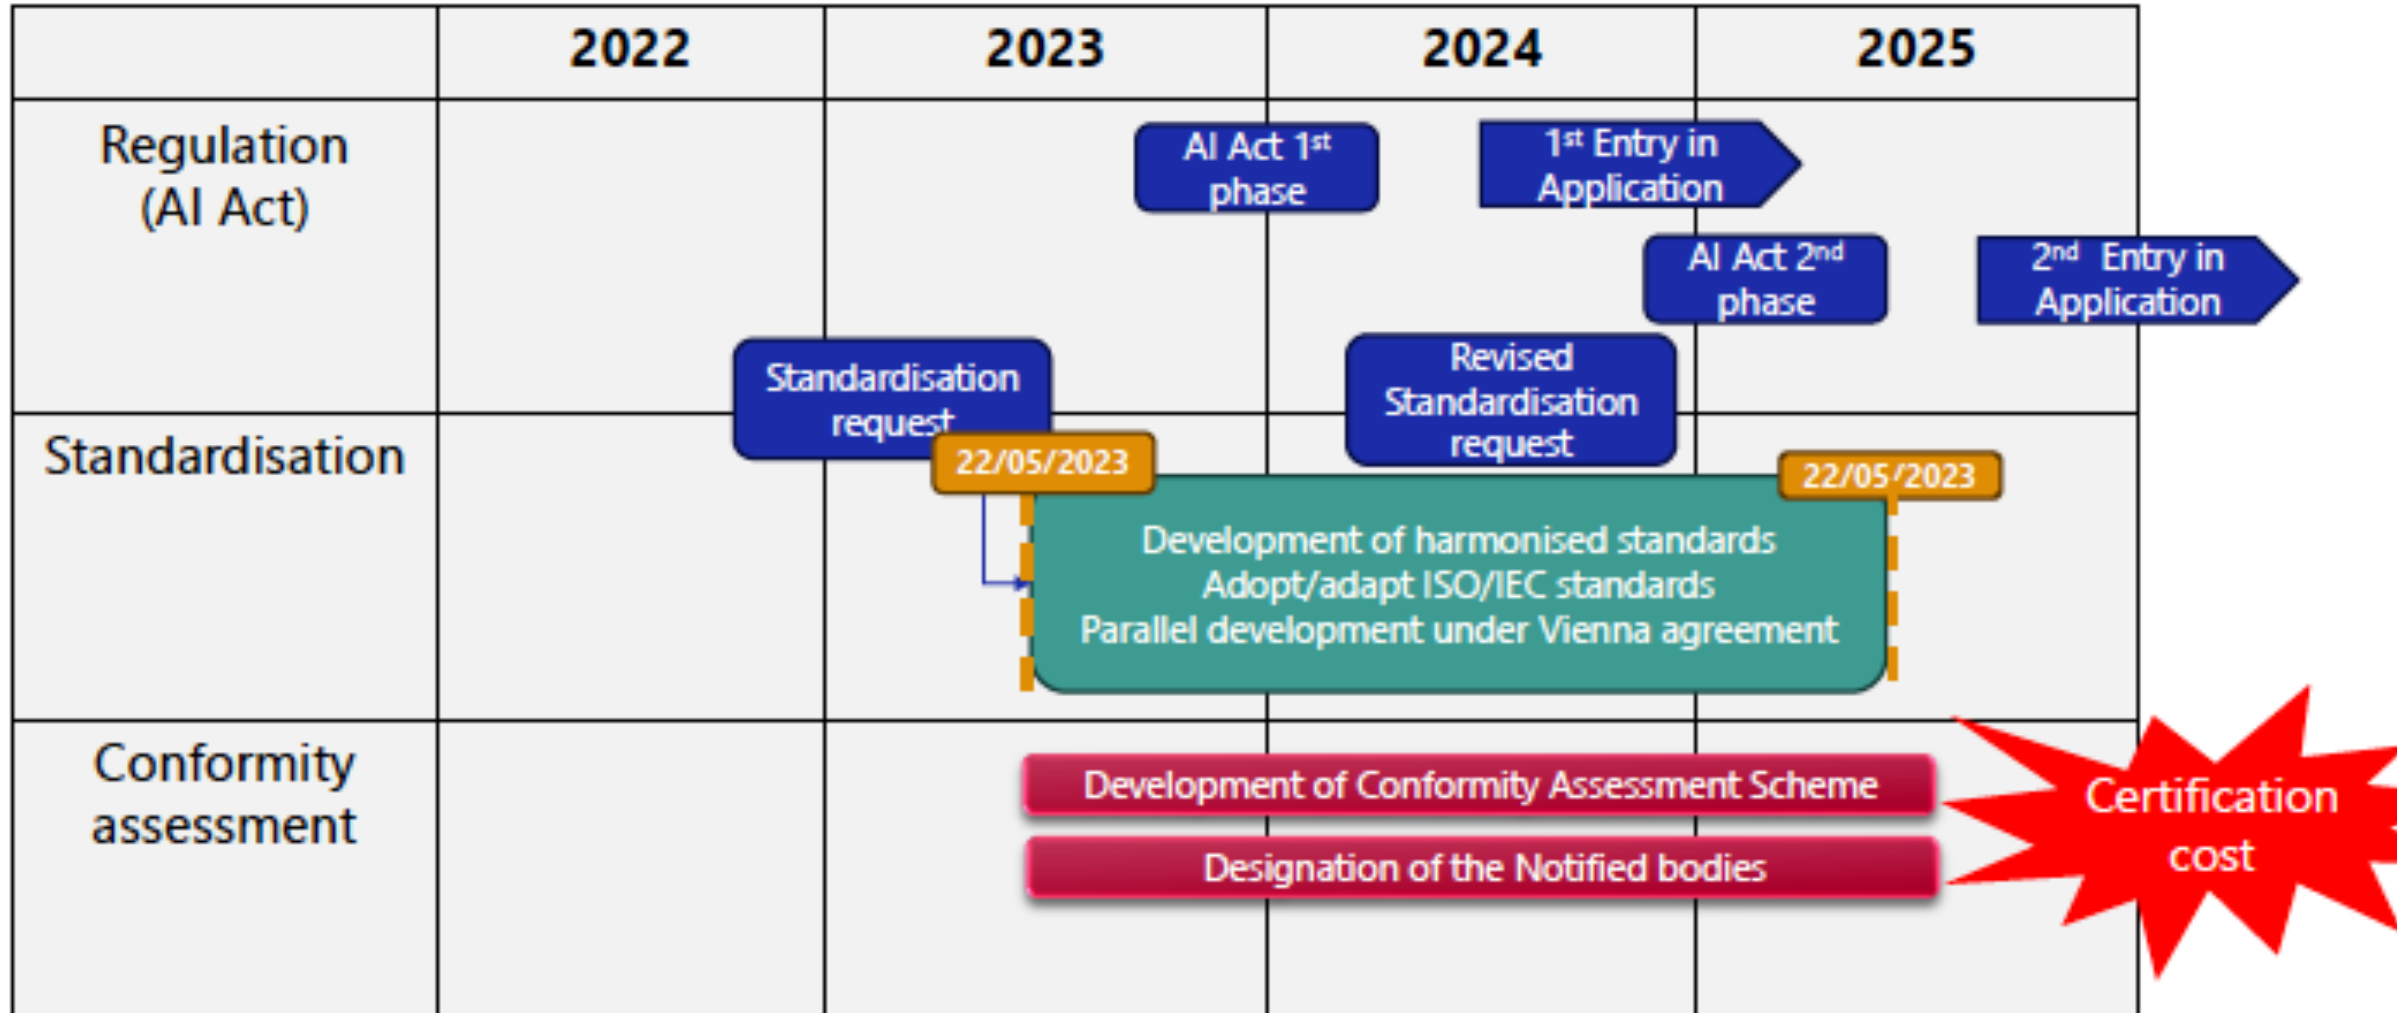 2022 2023 2024 2025
Regulation
(AI Act)
AI Act 1st
phase
1st Entry in
Application
AI Act 2nd
phase
2nd Entry in
Application
Standardisation
request
Revised
Standardisation
request
Standardisation
22/05/2023
22/05/2023
Development of harmonised standards
Adopt/adapt ISO/IEC standards
Parallel development under Vienna agreement
Conformity
assessment
Development of Conformity Assessment Scheme
Designation of the Notified bodies
Certification
cost